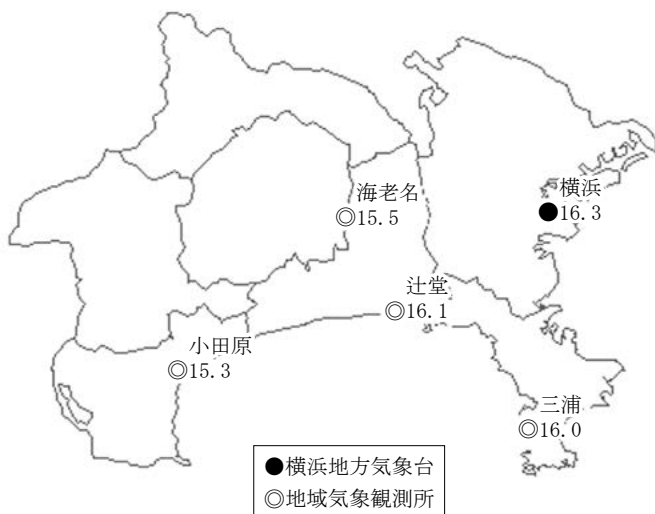 海老名
◎15.5
横浜
●16.3
辻堂
◎16.1
小田原
◎15.3
三浦
◎16.0
●横浜地方気象台
◎地域気象観測所